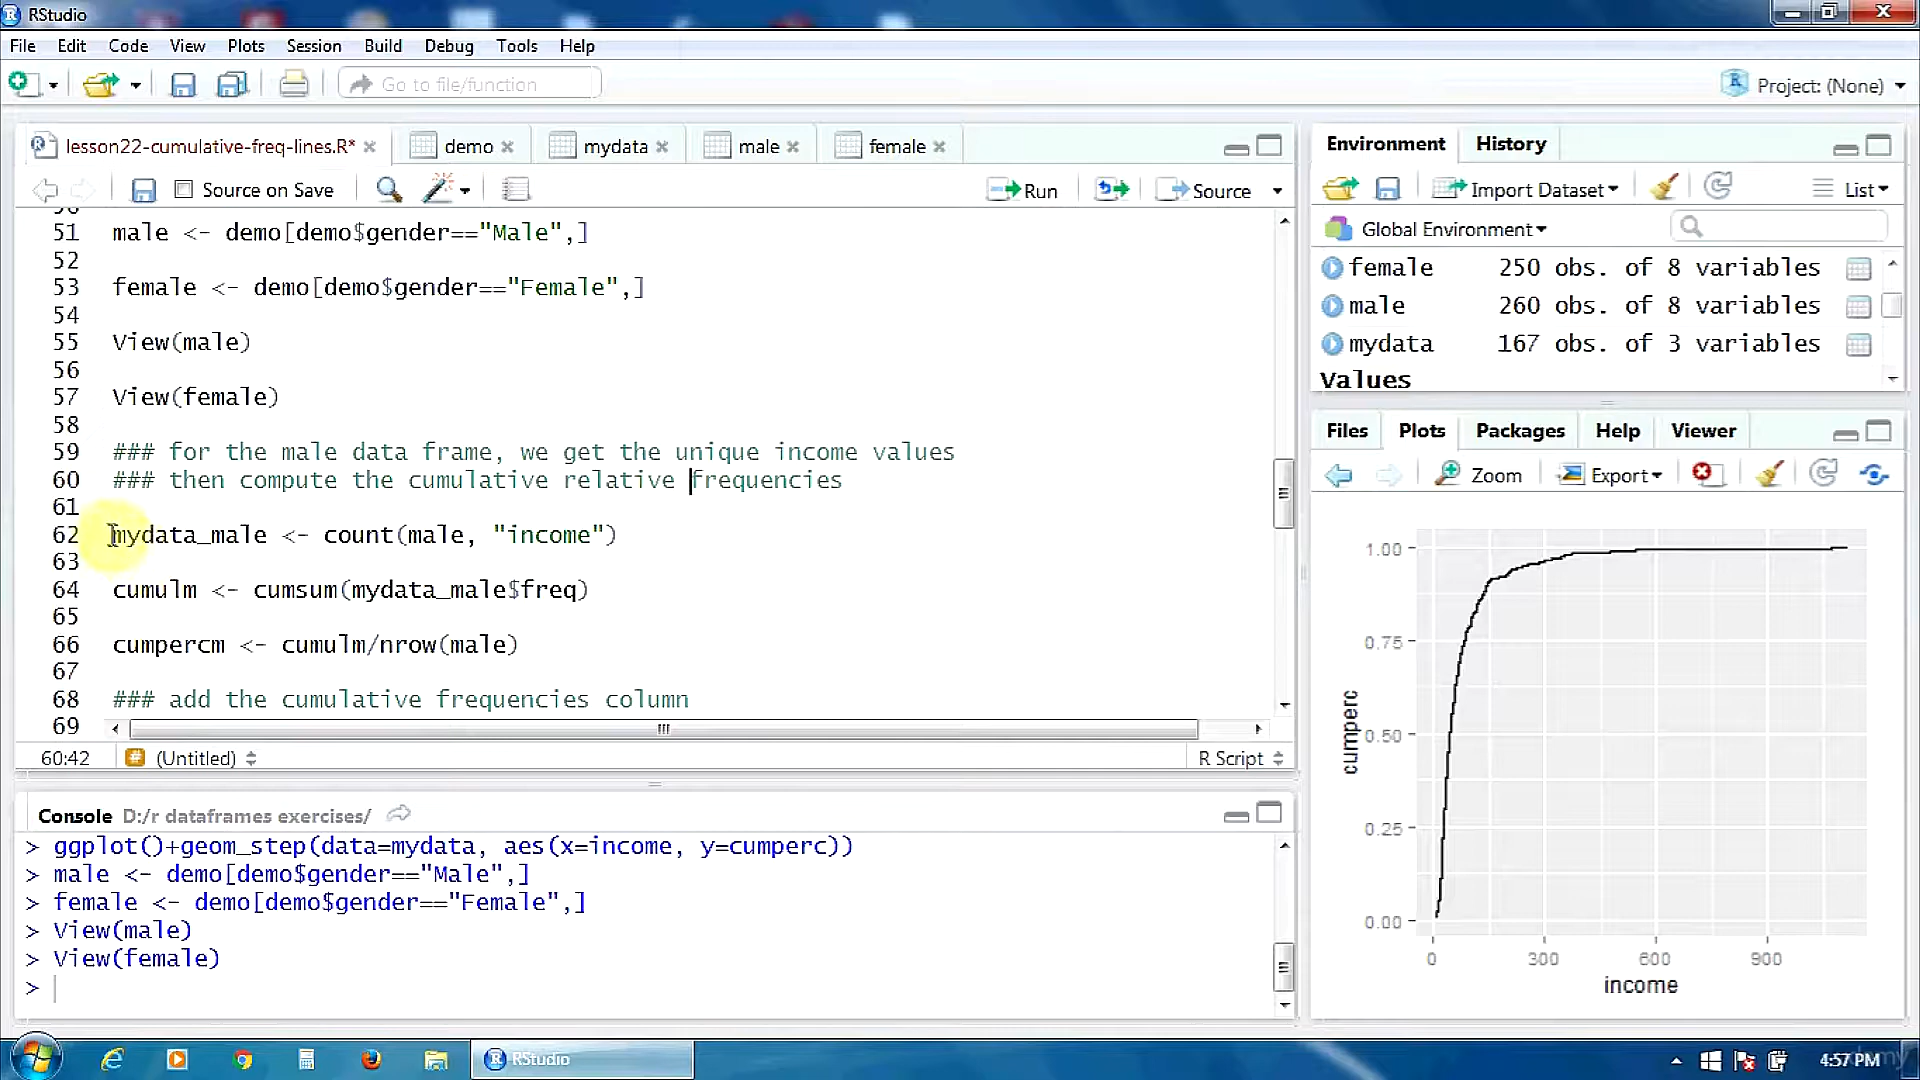 RStudio
File Edit Code View Plots Session Build Debug Tools Help
Go to file/function
Project: (None)
lesson22-cumulative-freq-lines.R* demo mydata male female
Source on Save Run Source
51 male <- demo[demo$gender=="Male",]
52
53 female <- demo[demo$gender=="Female",]
54
55 View(male)
56
57 View(female)
58
59 ### for the male data frame, we get the unique income values
60 ### then compute the cumulative relative frequencies
61
62 mydata_male <- count(male, "income")
63
64 cumulm <- cumsum(mydata_male$freq)
65
66 cumpercm <- cumulm/nrow(male)
67
68 ### add the cumulative frequencies column
69
60:42 (Untitled) R Script
Console D:/r dataframes exercises/
> ggplot()+geom_step(data=mydata, aes(x=income, y=cumperc))
> male <- demo[demo$gender=="Male",]
> female <- demo[demo$gender=="Female",]
> View(male)
> View(female)
>
Environment History
Import Dataset List
Global Environment
female 250 obs. of 8 variables
male 260 obs. of 8 variables
mydata 167 obs. of 3 variables
Values
Files Plots Packages Help Viewer
Zoom Export
1.00
0.75
0.50
0.25
0.00
cumperc
0 300 600 900
income
RStudio
4:57 PM